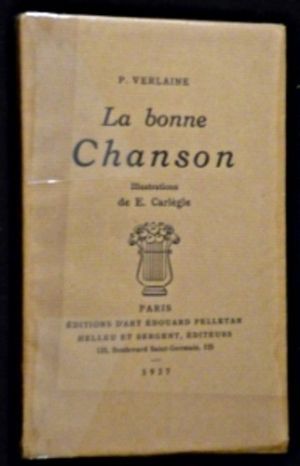 P. VERLAINE
La bonne
Chanson
Illustrations
de E. Carlègle
PARIS
ÉDITIONS D'ART ÉDOUARD PELLETAN
HELLEU ET SERGENT, ÉDITEURS
125, Boulevard Saint-Germain, 125
1927